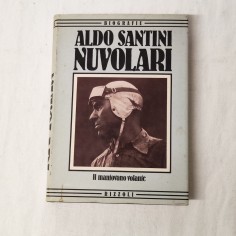 BIOGRAFIE
ALDO SANTINI
NUVOLARI
Il mantovano volante
RIZZOLI